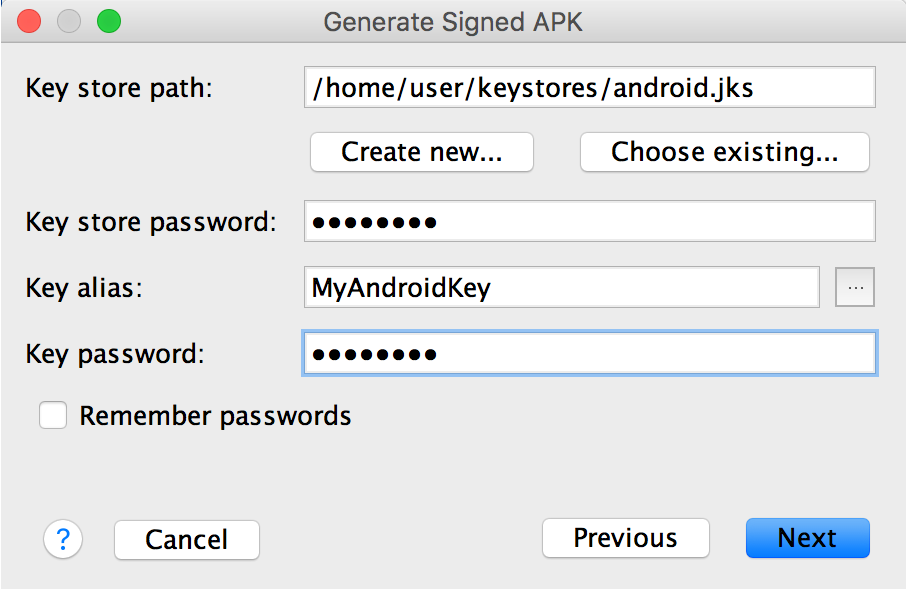 Generate Signed APK
Key store path: /home/user/keystores/android.jks
Create new... Choose existing...
Key store password: ••••••••
Key alias: MyAndroidKey ...
Key password: ••••••••
Remember passwords
? Cancel Previous Next